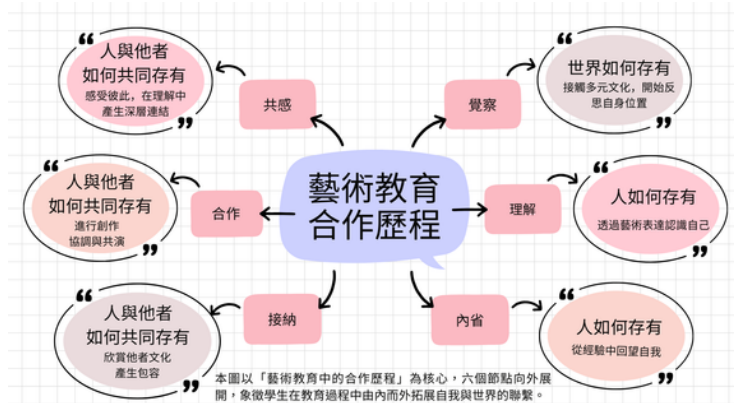 人與他者
如何共同存有
感受彼此，在理解中
產生深層連結
共感
覺察
世界如何存有
接觸多元文化，開始反
思自身位置
人與他者
如何共同存有
進行創作
協調與共演
合作
藝術教育
合作歷程
理解
人如何存有
透過藝術表達認識自己
人與他者
如何共同存有
欣賞他者文化
產生包容
接納
內省
人如何存有
從經驗中回望自我
本圖以「藝術教育中的合作歷程」為核心，六個節點向外展
開，象徵學生在教育過程中由內而外拓展自我與世界的聯繫。